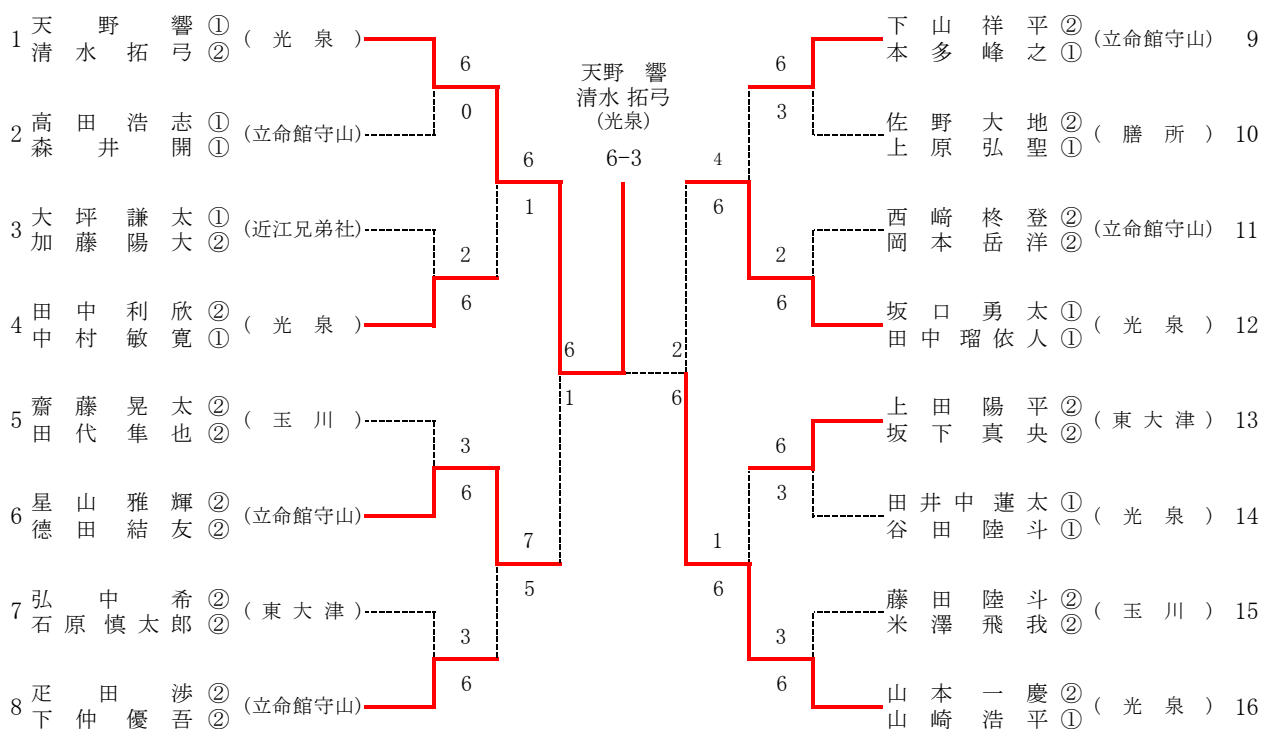 1 天野 響 ① (光泉)
清水拓弓 ②
2 高田浩志 ① (立命館守山)
森井 開 ①
3 大坪謙太 ① (近江兄弟社)
加藤陽大 ②
4 田中利欣 ② (光泉)
中村敏寛 ①
5 齋藤晃太 ② (玉川)
田代隼也 ②
6 星山雅輝 ② (立命館守山)
德田結友 ②
7 弘中 希 ② (東大津)
石原慎太郎 ②
8 疋田 渉 ② (立命館守山)
下仲優吾 ②
6
0
2
6
3
6
3
6
6
1
7
5
6
1
天野 響
清水 拓弓
(光泉)
6-3
2
6
4
6
1
6
6
3
2
6
6
3
3
6
下山祥平 ② (立命館守山) 9
本多峰之 ①
佐野大地 ② (膳所) 10
上原弘聖 ①
西﨑柊登 ② (立命館守山) 11
岡本岳洋 ②
坂口勇太 ① (光泉) 12
田中瑠依人 ①
上田陽平 ② (東大津) 13
坂下真央 ②
田井中蓮太 ① (光泉) 14
谷田陸斗 ①
藤田陸斗 ② (玉川) 15
米澤飛我 ②
山本一慶 ② (光泉) 16
山崎浩平 ①